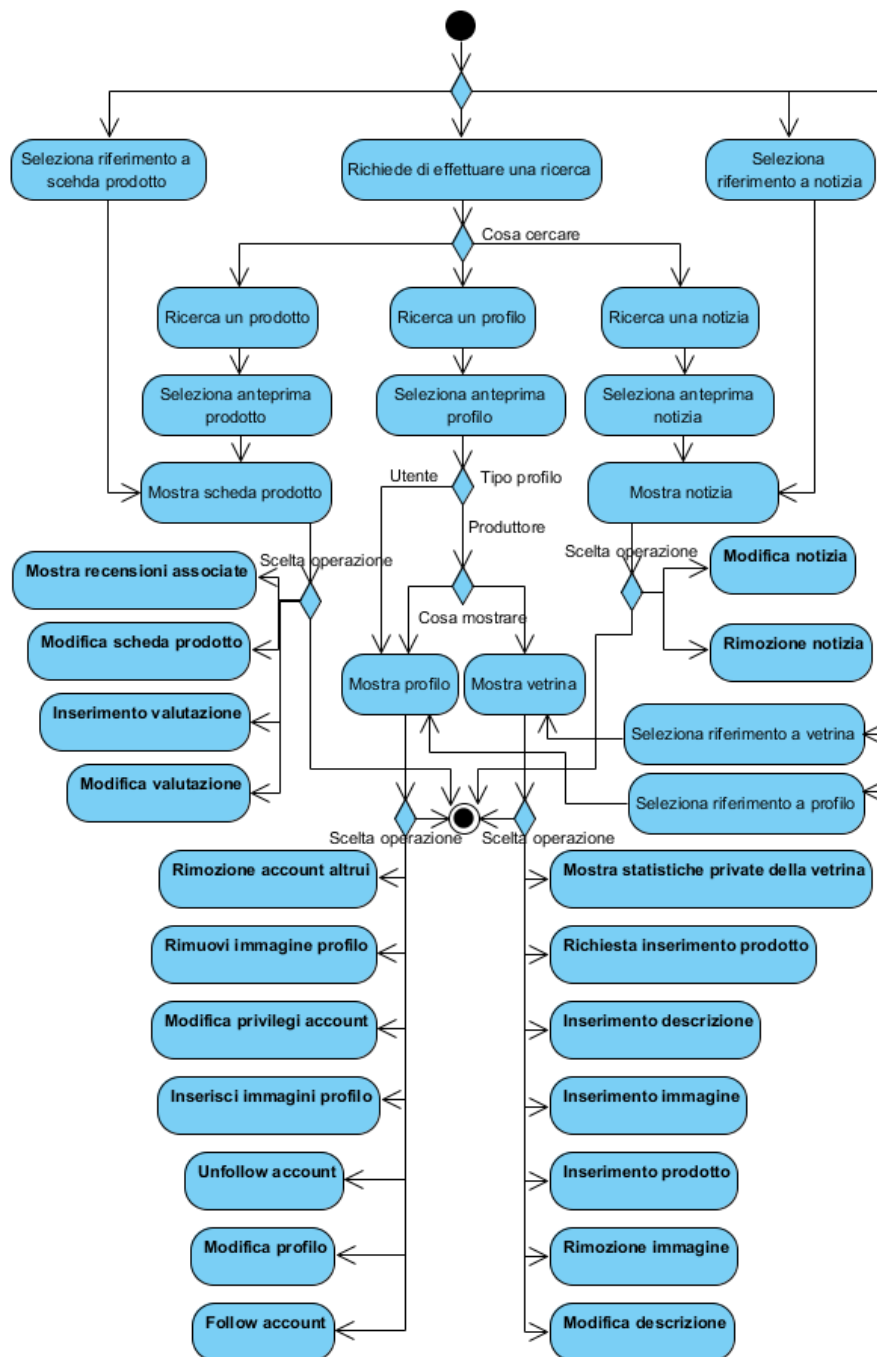 Seleziona riferimento a
scehda prodotto
Richiede di effettuare una ricerca
Seleziona
riferimento a notizia
Cosa cercare
Ricerca un prodotto
Ricerca un profilo
Ricerca una notizia
Seleziona anteprima
prodotto
Seleziona anteprima
profilo
Seleziona anteprima
notizia
Utente
Tipo profilo
Mostra scheda prodotto
Mostra notizia
Produttore
Scelta operazione
Scelta operazione
Mostra recensioni associate
Modifica notizia
Cosa mostrare
Modifica scheda prodotto
Rimozione notizia
Mostra profilo
Mostra vetrina
Inserimento valutazione
Seleziona riferimento a vetrina
Modifica valutazione
Seleziona riferimento a profilo
Scelta operazione
Scelta operazione
Rimozione account altrui
Mostra statistiche private della vetrina
Rimuovi immagine profilo
Richiesta inserimento prodotto
Modifica privilegi account
Inserimento descrizione
Inserisci immagini profilo
Inserimento immagine
Unfollow account
Inserimento prodotto
Modifica profilo
Rimozione immagine
Follow account
Modifica descrizione